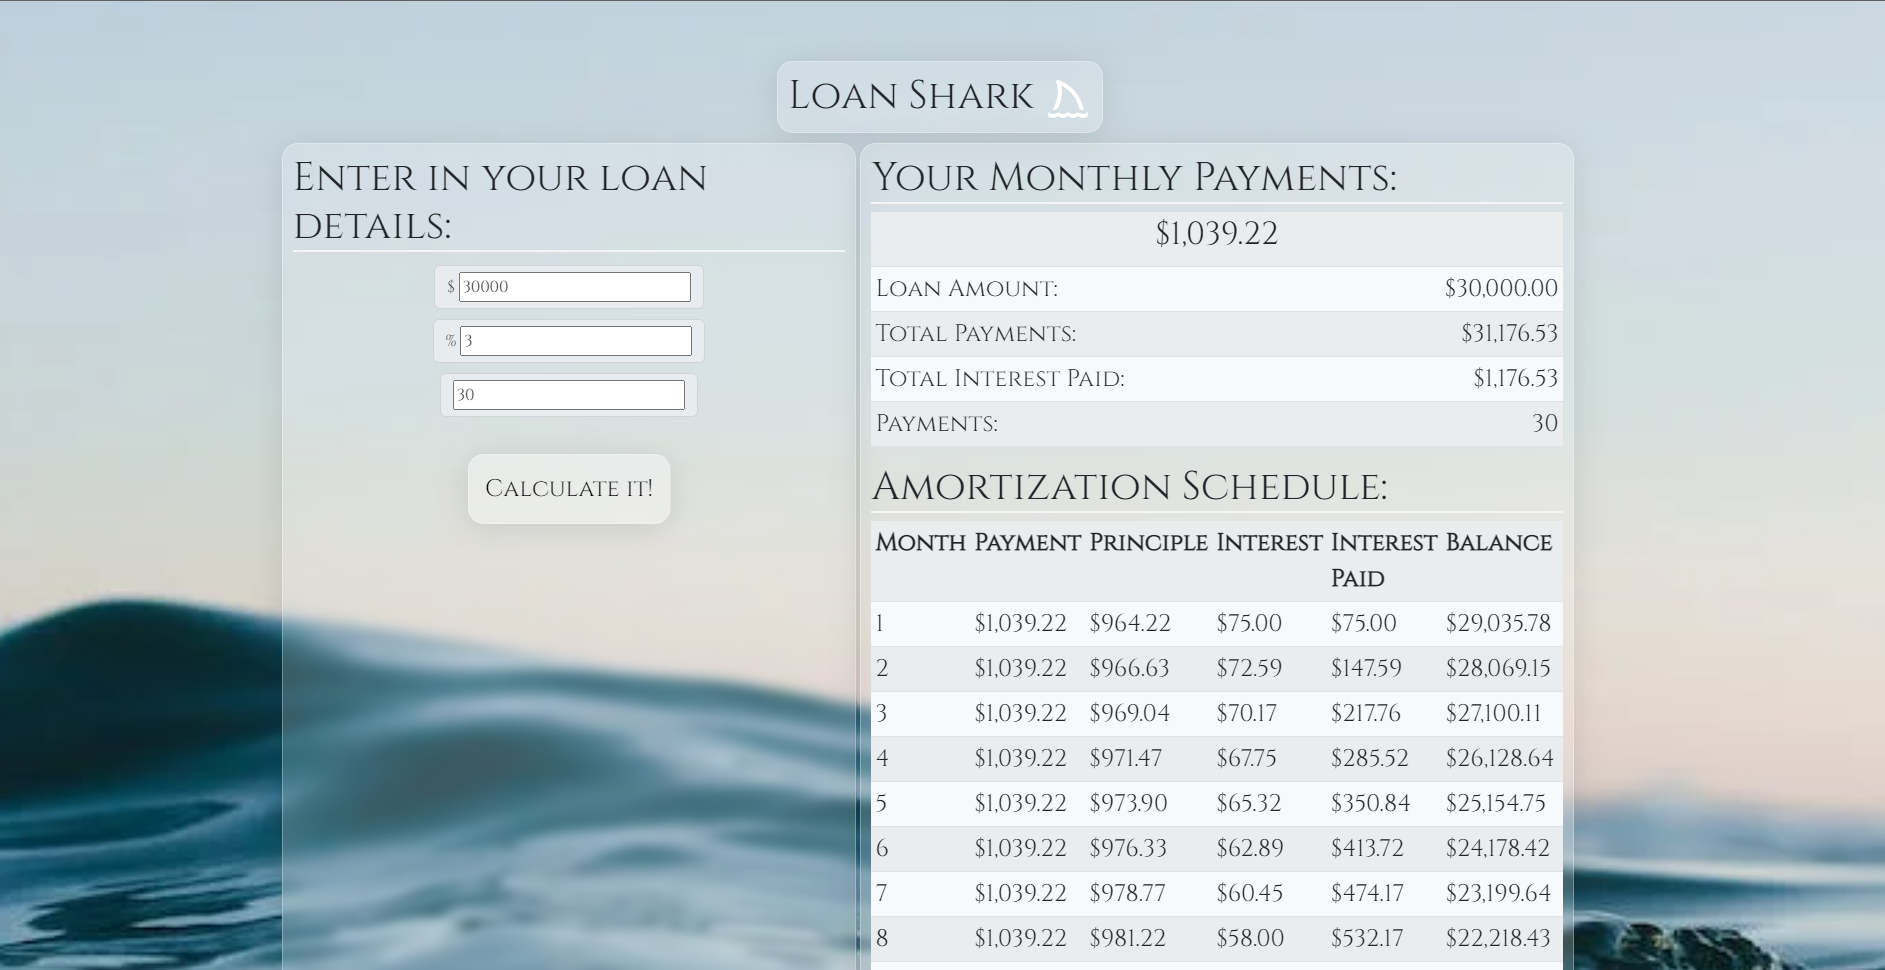 Loan Shark
Enter in your loan
details:
$ 30000
% 3
30
Calculate it!
Your Monthly Payments:
$1,039.22
Loan Amount: $30,000.00
Total Payments: $31,176.53
Total Interest Paid: $1,176.53
Payments: 30
Amortization Schedule:
Month Payment Principle Interest Interest Balance
Paid
1 $1,039.22 $964.22 $75.00 $75.00 $29,035.78
2 $1,039.22 $966.63 $72.59 $147.59 $28,069.15
3 $1,039.22 $969.04 $70.17 $217.76 $27,100.11
4 $1,039.22 $971.47 $67.75 $285.52 $26,128.64
5 $1,039.22 $973.90 $65.32 $350.84 $25,154.75
6 $1,039.22 $976.33 $62.89 $413.72 $24,178.42
7 $1,039.22 $978.77 $60.45 $474.17 $23,199.64
8 $1,039.22 $981.22 $58.00 $532.17 $22,218.43